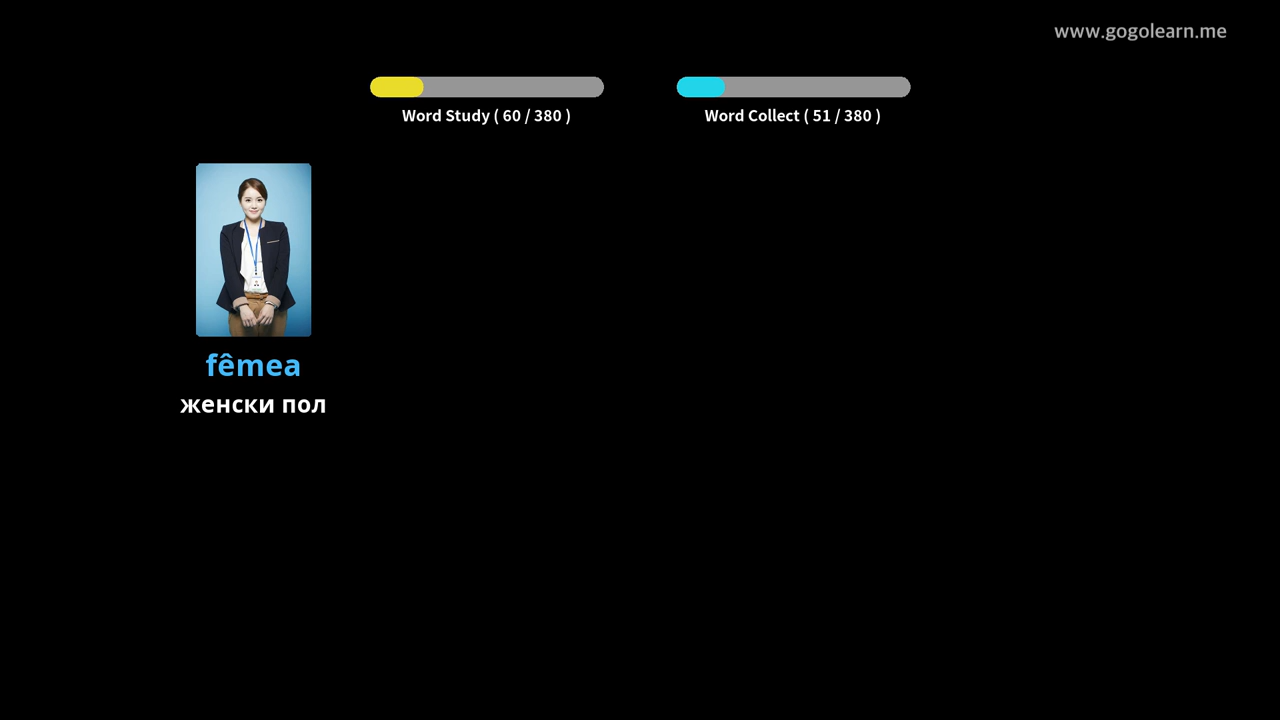 www.gogolearn.me
Word Study ( 60 / 380 )
Word Collect ( 51 / 380 )
fêmea
женски пол